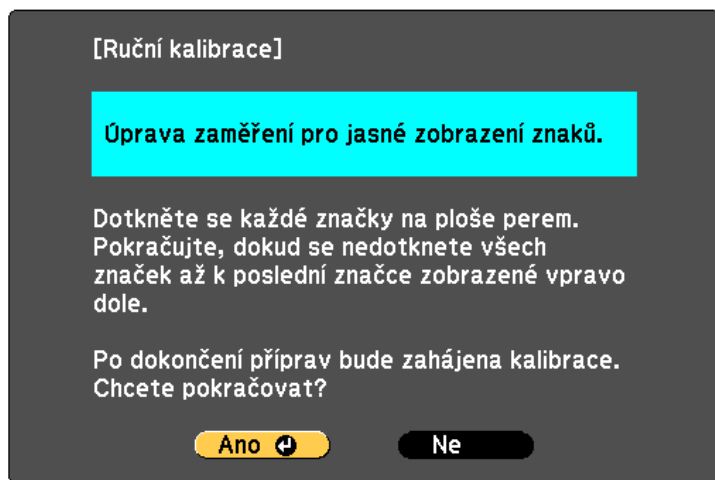 [Ruční kalibrace]
Úprava zaměření pro jasné zobrazení znaků.
Dotkněte se každé značky na ploše perem.
Pokračujte, dokud se nedotknete všech
značek až k poslední značce zobrazené vpravo
dole.
Po dokončení příprav bude zahájena kalibrace.
Chcete pokračovat?
Ano
Ne